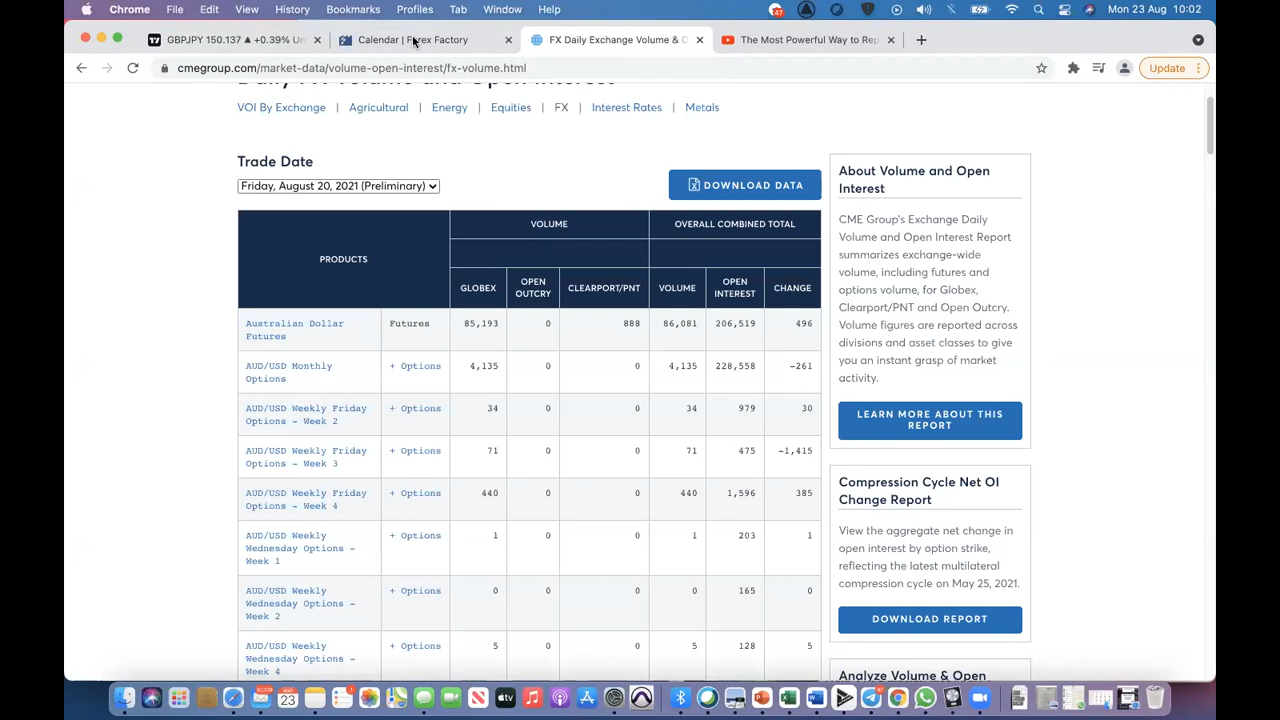 Chrome File Edit View History Bookmarks Profiles Tab Window Help 47 Mon 23 Aug 10:02
GBPJPY 150.137 ▲ +0.39% Un × Calendar | Forex Factory × FX Daily Exchange Volume & O × The Most Powerful Way to Rep × +
cmegroup.com/market-data/volume-open-interest/fx-volume.html Update
Daily FX Volume and Open Interest
VOI By Exchange | Agricultural | Energy | Equities | FX | Interest Rates | Metals
Trade Date
Friday, August 20, 2021 (Preliminary)
DOWNLOAD DATA
PRODUCTS VOLUME OVERALL COMBINED TOTAL
GLOBEX OPEN OUTCRY CLEARPORT/PNT VOLUME OPEN INTEREST CHANGE
Australian Dollar Futures Futures 85,193 0 888 86,081 206,519 496
AUD/USD Monthly Options + Options 4,135 0 0 4,135 228,558 -261
AUD/USD Weekly Friday Options - Week 2 + Options 34 0 0 34 979 30
AUD/USD Weekly Friday Options - Week 3 + Options 71 0 0 71 475 -1,415
AUD/USD Weekly Friday Options - Week 4 + Options 440 0 0 440 1,596 385
AUD/USD Weekly Wednesday Options - Week 1 + Options 1 0 0 1 203 1
AUD/USD Weekly Wednesday Options - Week 2 + Options 0 0 0 0 165 0
AUD/USD Weekly Wednesday Options - Week 4 + Options 5 0 0 5 128 5
About Volume and Open
Interest
CME Group's Exchange Daily
Volume and Open Interest Report
summarizes exchange-wide
volume, including futures and
options volume, for Globex,
Clearport/PNT and Open Outcry.
Volume figures are reported across
divisions and asset classes to give
you an instant grasp of market
activity.
LEARN MORE ABOUT THIS
REPORT
Compression Cycle Net OI
Change Report
View the aggregate net change in
open interest by option strike,
reflecting the latest multilateral
compression cycle on May 25, 2021.
DOWNLOAD REPORT
Analyze Volume & Open